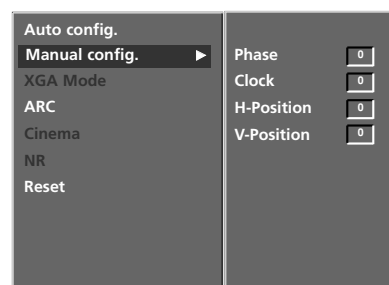 Auto config.
Manual config. ▶
XGA Mode
ARC
Cinema
NR
Reset
Phase 0
Clock 0
H-Position 0
V-Position 0